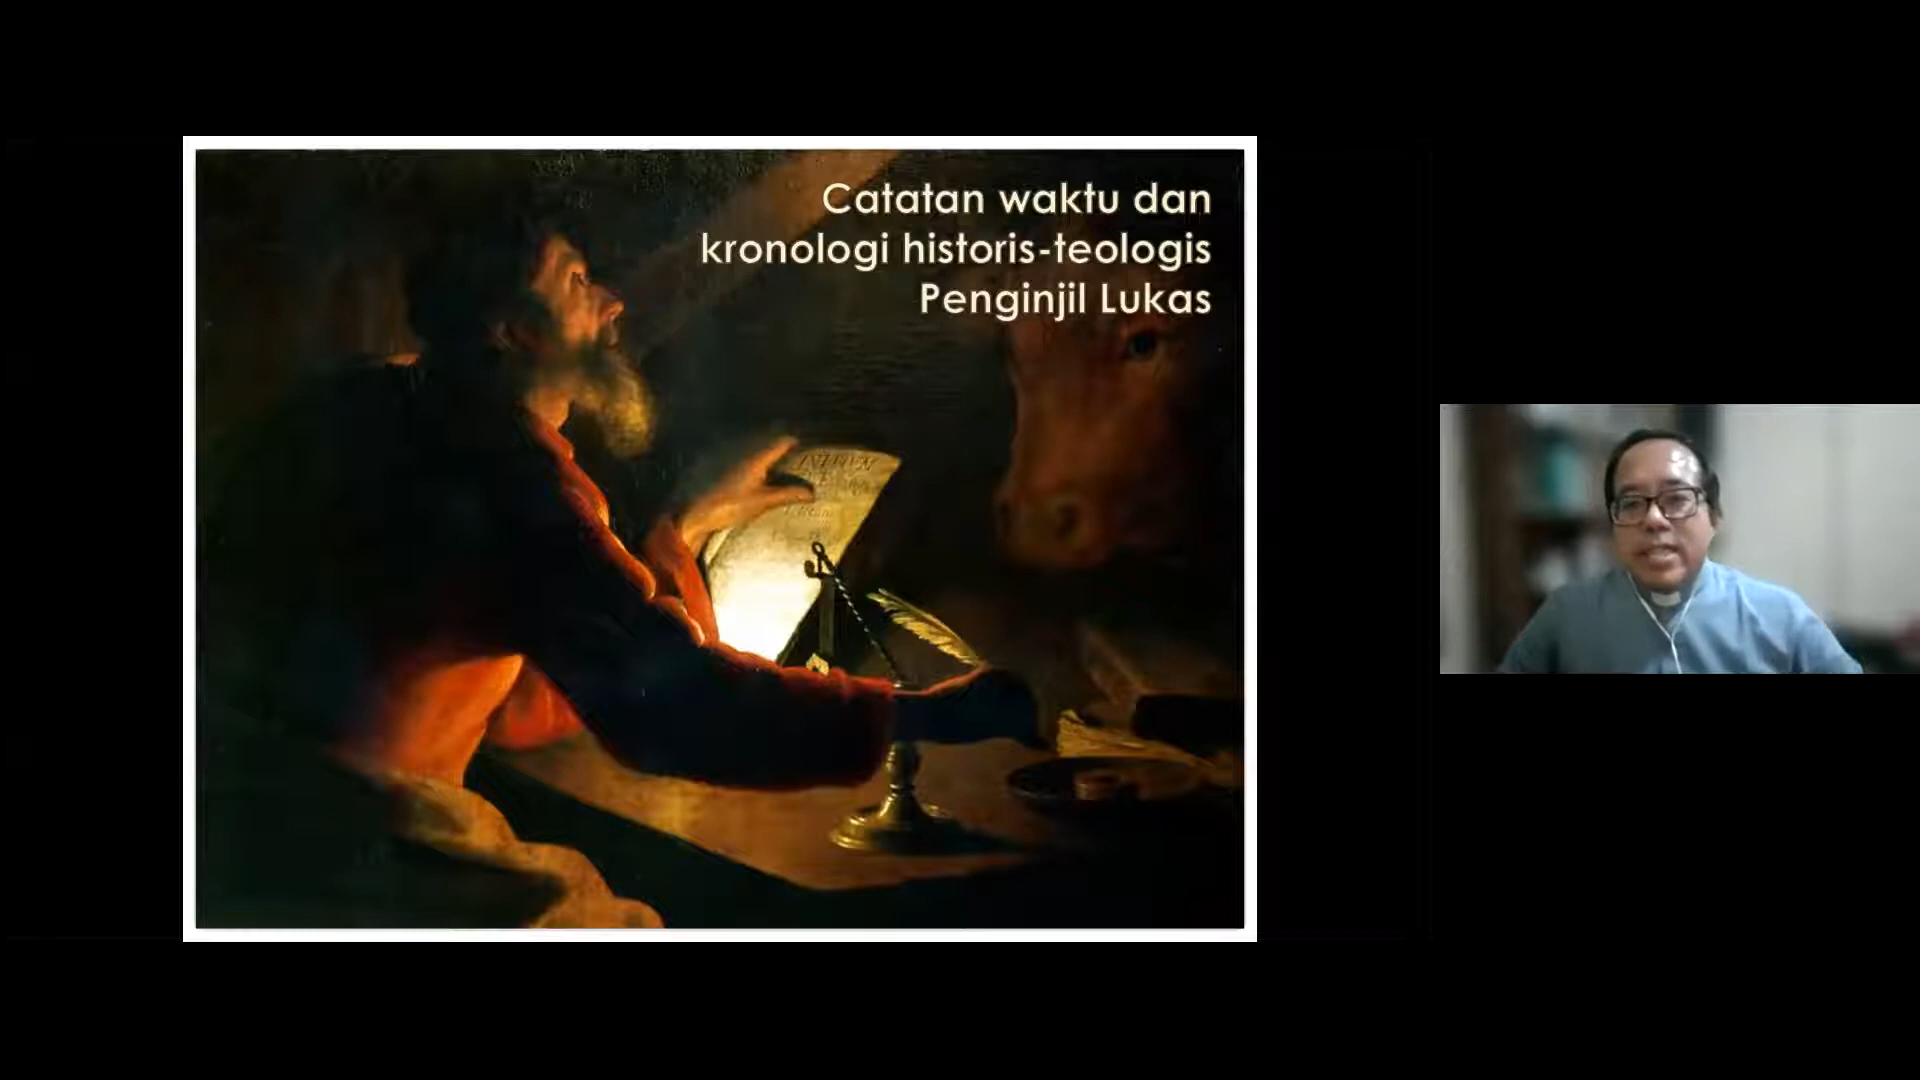 Catatan waktu dan
kronologi historis-teologis
Penginjil Lukas